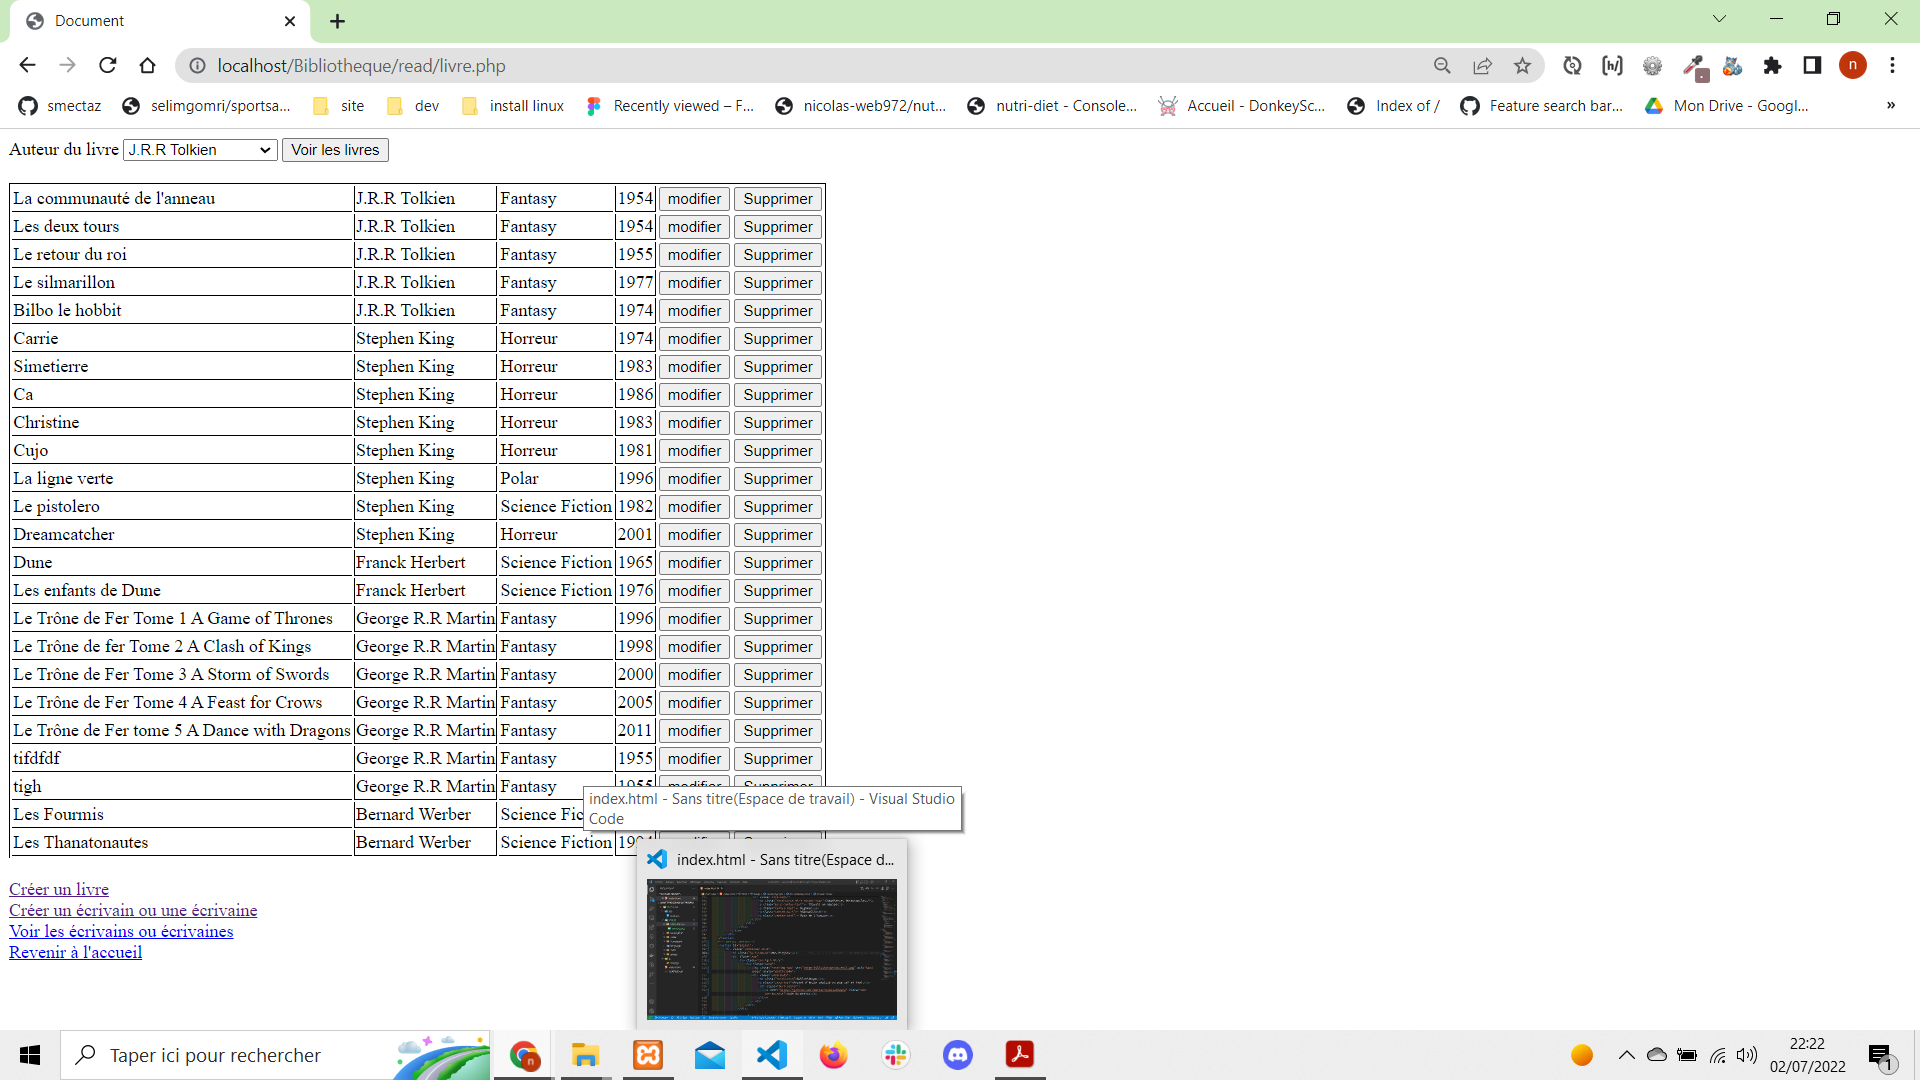 Document
localhost/Bibliotheque/read/livre.php
n
smectaz
selimgomri/sportsa...
site
dev
install linux
Recently viewed – F...
nicolas-web972/nut...
nutri-diet - Console...
Accueil - DonkeySc...
Index of /
Feature search bar...
Mon Drive - Googl...
»
Auteur du livre J.R.R Tolkien Voir les livres
La communauté de l'anneau J.R.R Tolkien Fantasy 1954 modifier Supprimer
Les deux tours J.R.R Tolkien Fantasy 1954 modifier Supprimer
Le retour du roi J.R.R Tolkien Fantasy 1955 modifier Supprimer
Le silmarillon J.R.R Tolkien Fantasy 1977 modifier Supprimer
Bilbo le hobbit J.R.R Tolkien Fantasy 1974 modifier Supprimer
Carrie Stephen King Horreur 1974 modifier Supprimer
Simetierre Stephen King Horreur 1983 modifier Supprimer
Ca Stephen King Horreur 1986 modifier Supprimer
Christine Stephen King Horreur 1983 modifier Supprimer
Cujo Stephen King Horreur 1981 modifier Supprimer
La ligne verte Stephen King Polar 1996 modifier Supprimer
Le pistolero Stephen King Science Fiction 1982 modifier Supprimer
Dreamcatcher Stephen King Horreur 2001 modifier Supprimer
Dune Franck Herbert Science Fiction 1965 modifier Supprimer
Les enfants de Dune Franck Herbert Science Fiction 1976 modifier Supprimer
Le Trône de Fer Tome 1 A Game of Thrones George R.R Martin Fantasy 1996 modifier Supprimer
Le Trône de fer Tome 2 A Clash of Kings George R.R Martin Fantasy 1998 modifier Supprimer
Le Trône de Fer Tome 3 A Storm of Swords George R.R Martin Fantasy 2000 modifier Supprimer
Le Trône de Fer Tome 4 A Feast for Crows George R.R Martin Fantasy 2005 modifier Supprimer
Le Trône de Fer tome 5 A Dance with Dragons George R.R Martin Fantasy 2011 modifier Supprimer
tifdfdf George R.R Martin Fantasy 1955 modifier Supprimer
tigh George R.R Martin Fantasy 1955 modifier Supprimer
Les Fourmis Bernard Werber Science Fic
Les Thanatonautes Bernard Werber Science Fiction
index.html - Sans titre(Espace de travail) - Visual Studio
Code
index.html - Sans titre(Espace d...
Créer un livre
Créer un écrivain ou une écrivaine
Voir les écrivains ou écrivaines
Revenir à l'accueil
Taper ici pour rechercher
n
22:22
02/07/2022
1